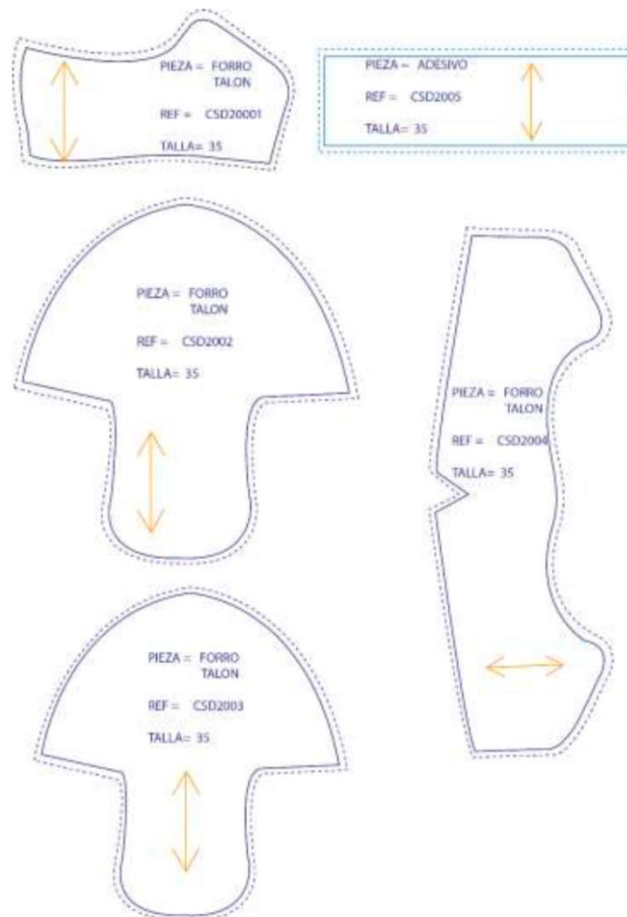 PIEZA = FORRO
TALON
REF = CSD20001
TALLA= 35
PIEZA = ADESIVO
REF = CSD2005
TALLA= 35
PIEZA = FORRO
TALON
REF = CSD2002
TALLA= 35
PIEZA = FORRO
TALON
REF = CSD2004
TALLA= 35
PIEZA = FORRO
TALON
REF = CSD2003
TALLA= 35